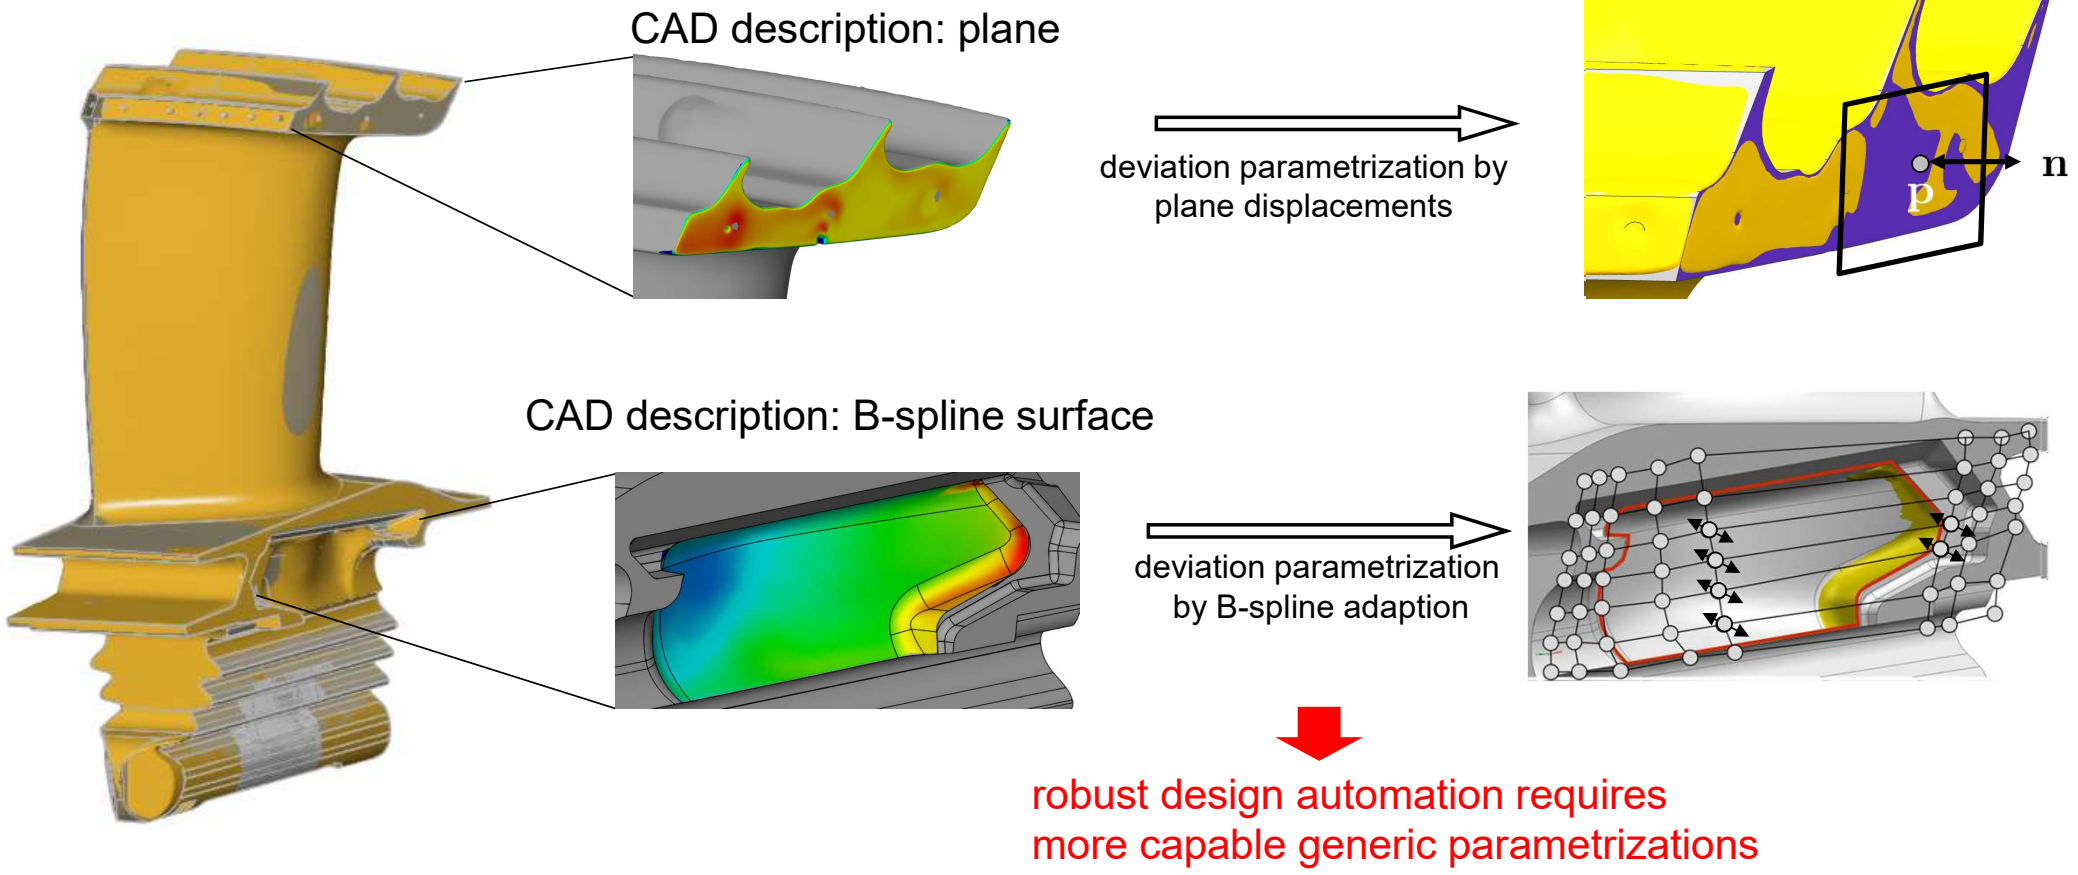 CAD description: plane
deviation parametrization by
plane displacements
n
p
CAD description: B-spline surface
deviation parametrization
by B-spline adaption
robust design automation requires
more capable generic parametrizations